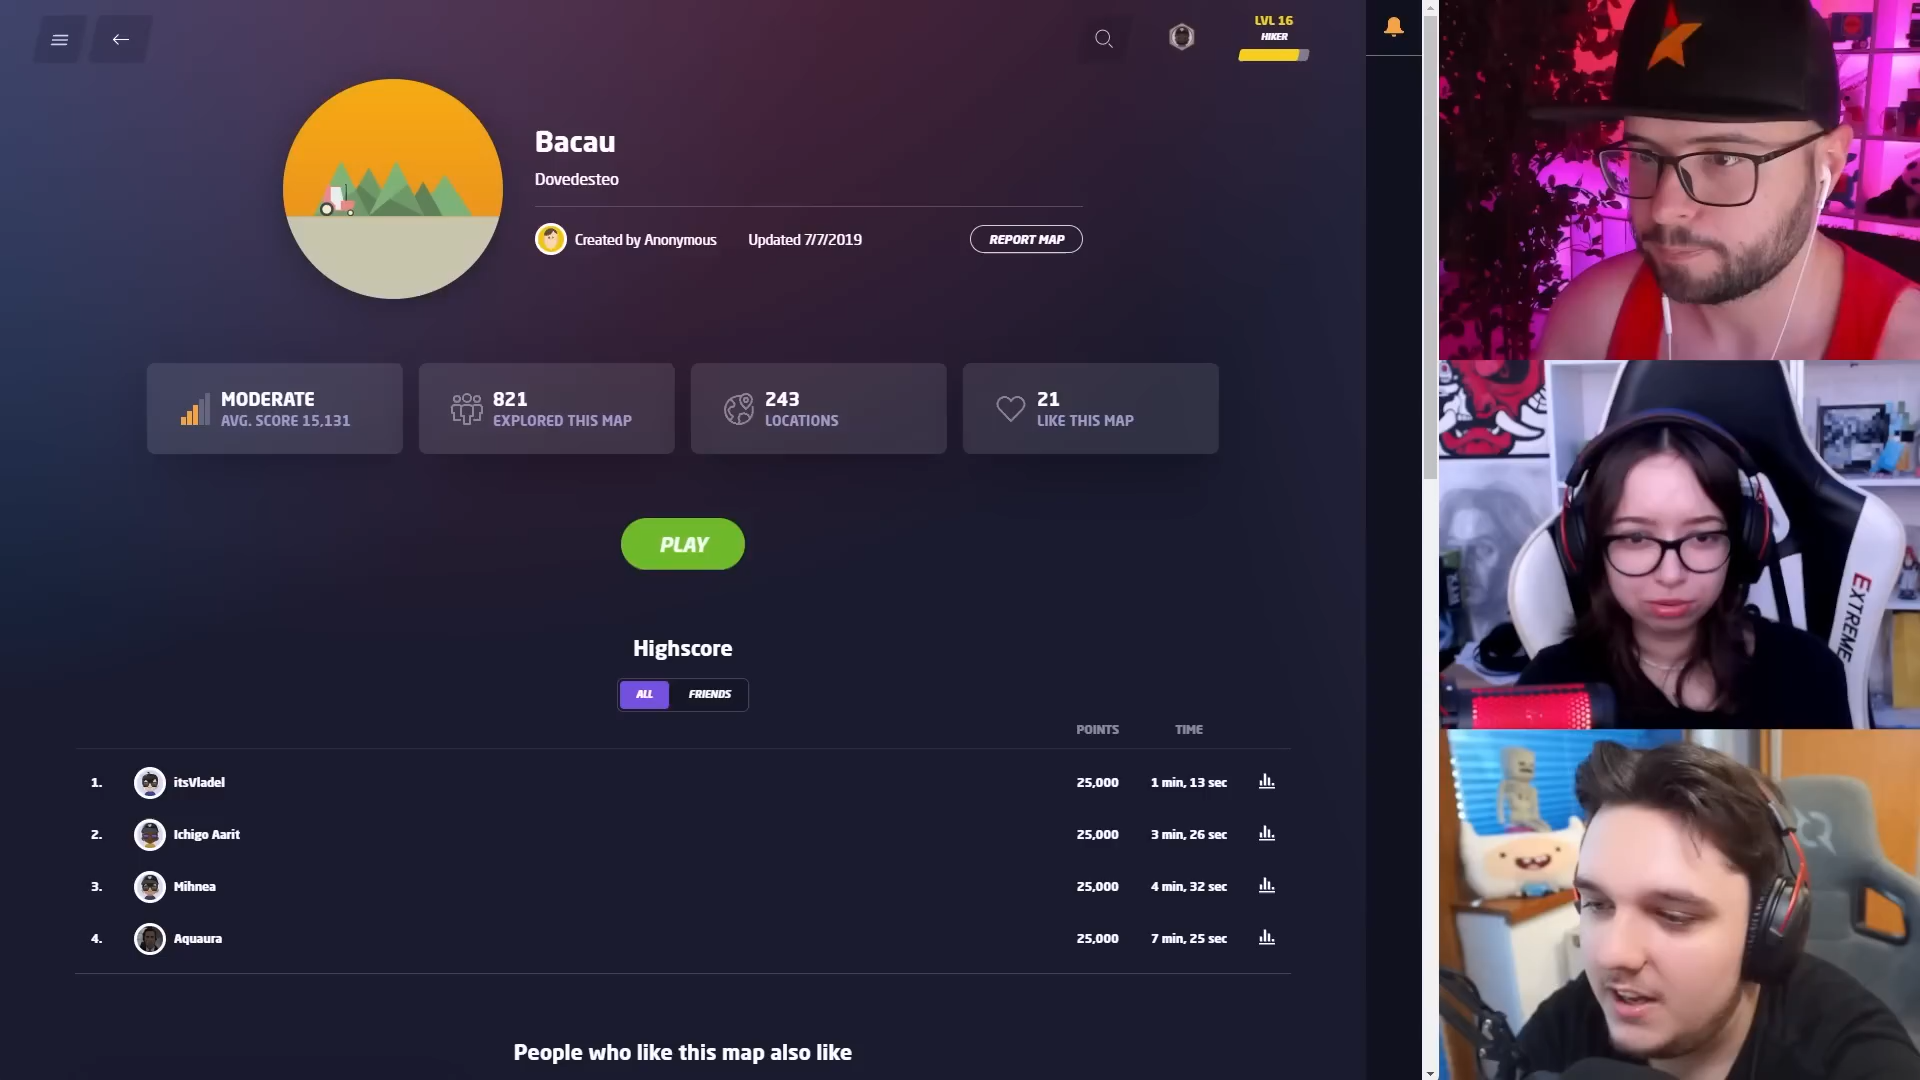 LVL 16
HIKER
Bacau
Dovedesteo
Created by Anonymous
Updated 7/7/2019
REPORT MAP
MODERATE
AVG. SCORE 15,131
821
EXPLORED THIS MAP
243
LOCATIONS
21
LIKE THIS MAP
PLAY
Highscore
ALL
FRIENDS
POINTS
TIME
1.
itsVladel
25,000
1 min, 13 sec
2.
Ichigo Aarit
25,000
3 min, 26 sec
3.
Mihnea
25,000
4 min, 32 sec
4.
Aquaura
25,000
7 min, 25 sec
People who like this map also like
EXTREME